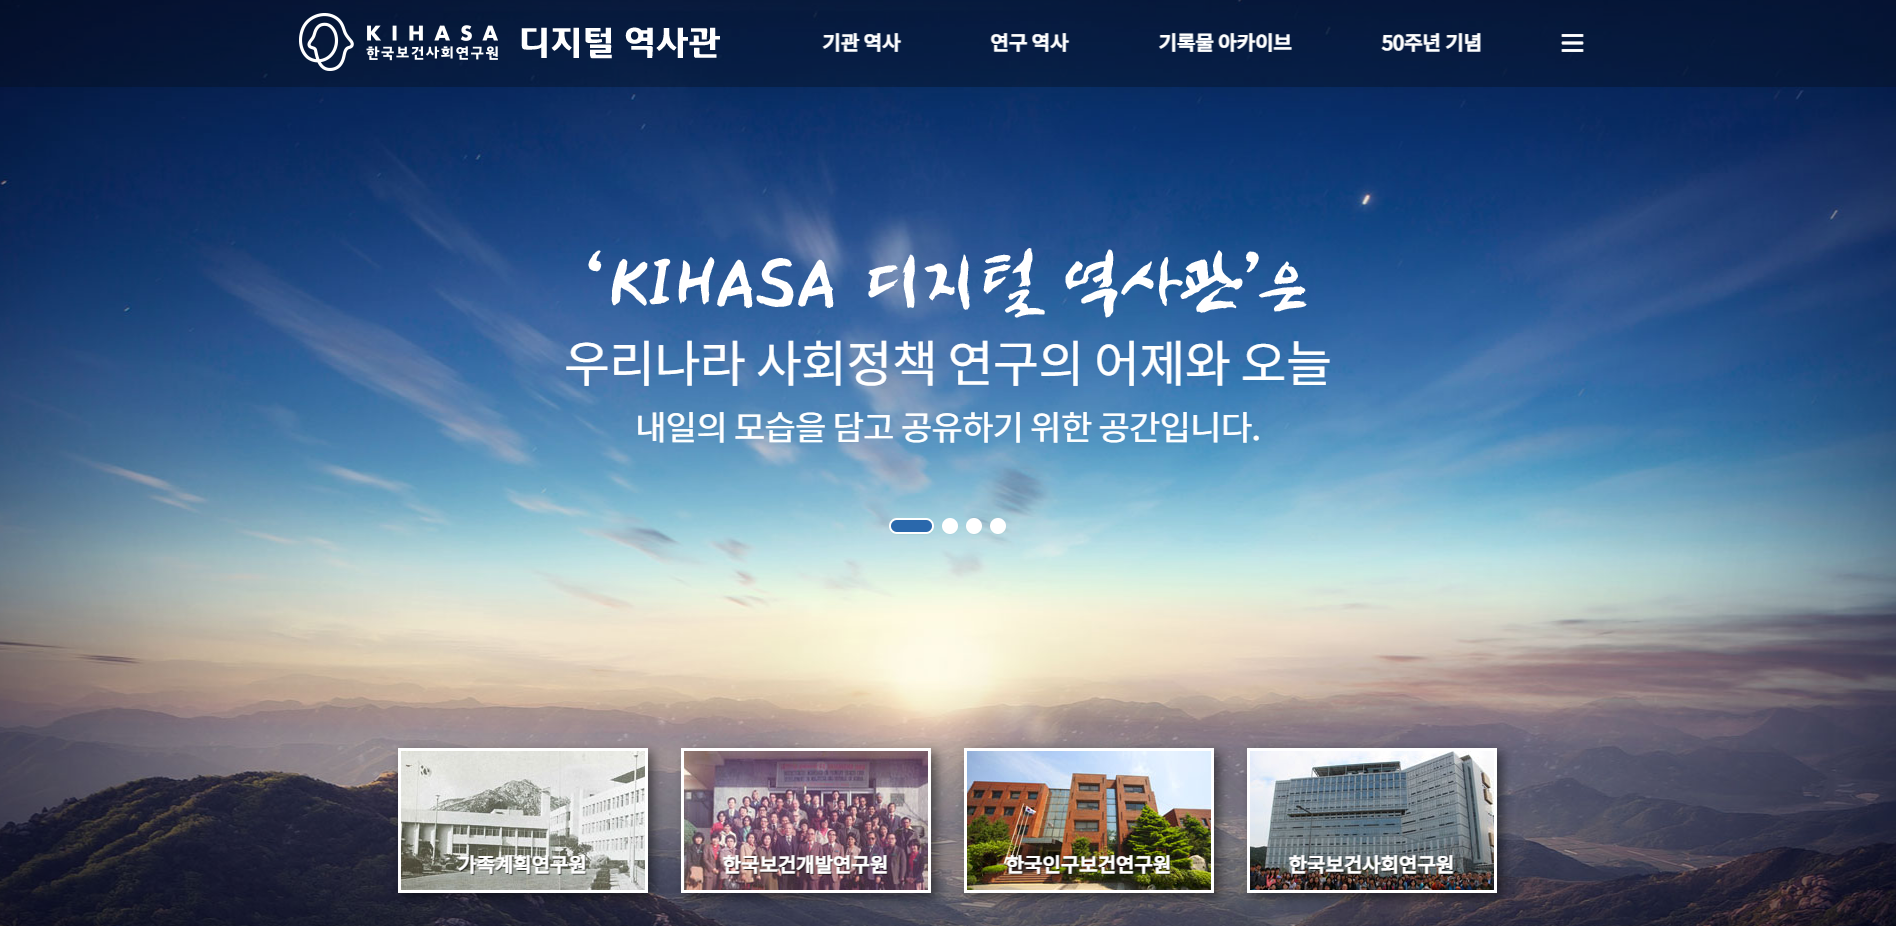 KIHASA
한국보건사회연구원
디지털 역사관
기관 역사
연구 역사
기록물 아카이브
50주년 기념
‘KIHASA 디지털 역사관’은
우리나라 사회정책 연구의 어제와 오늘
내일의 모습을 담고 공유하기 위한 공간입니다.
가족계획연구원
한국보건개발연구원
한국인구보건연구원
한국보건사회연구원